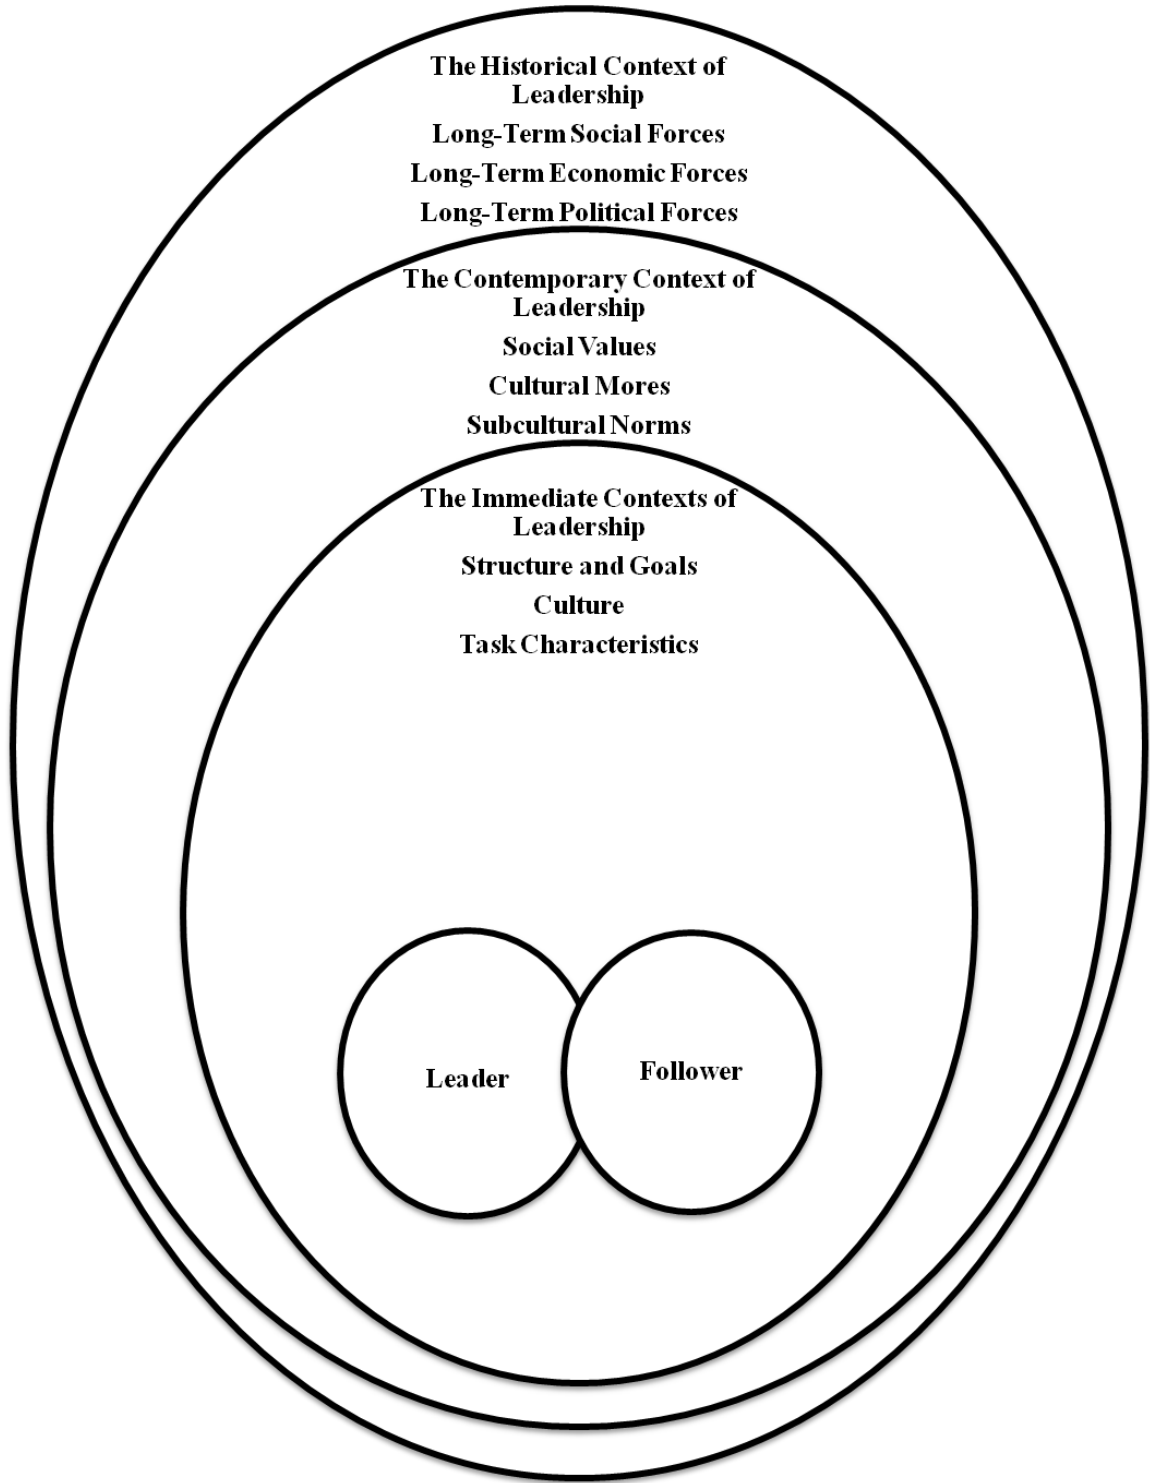 The Historical Context of
Leadership
Long-Term Social Forces
Long-Term Economic Forces
Long-Term Political Forces
The Contemporary Context of
Leadership
Social Values
Cultural Mores
Subcultural Norms
The Immediate Contexts of
Leadership
Structure and Goals
Culture
Task Characteristics
Leader
Follower